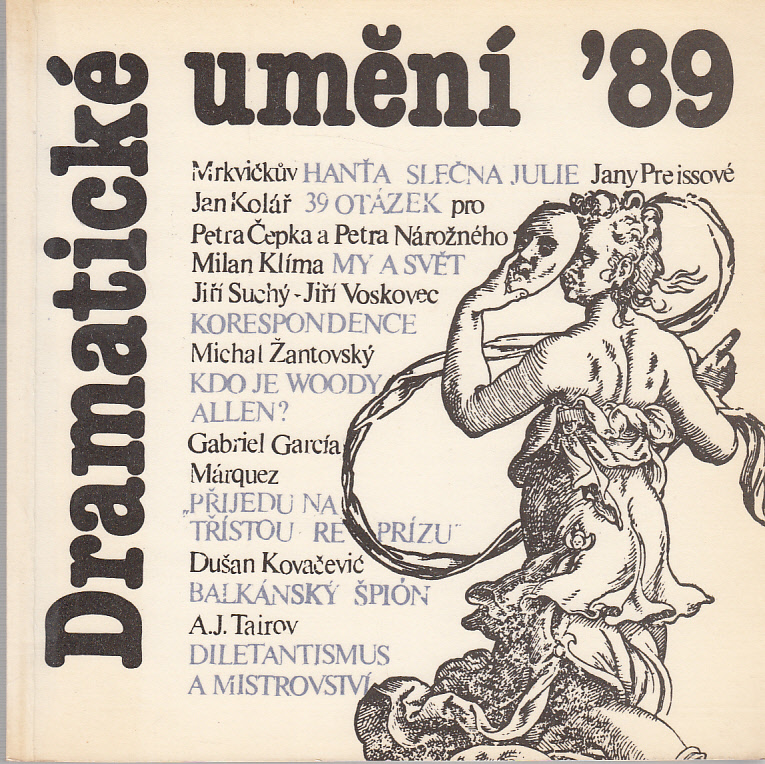 Dramatické
umění '89
Mrkvičkův HANŤA SLEČNA JULIE Jany Preissové
Jan Kolář 39 OTÁZEK pro
Petra Čepka a Petra Nárožného
Milan Klíma MY A SVĚT
Jiří Suchý - Jiří Voskovec
KORESPONDENCE
Michal Žantovský
KDO JE WOODY
ALLEN?
Gabriel García
Márquez
„PŘIJEDU NA
TŘÍSTOU REPRÍZU“
Dušan Kovačević
BALKÁNSKÝ ŠPIÓN
A.J. Tairov
DILETANTISMUS
A MISTROVSTVÍ